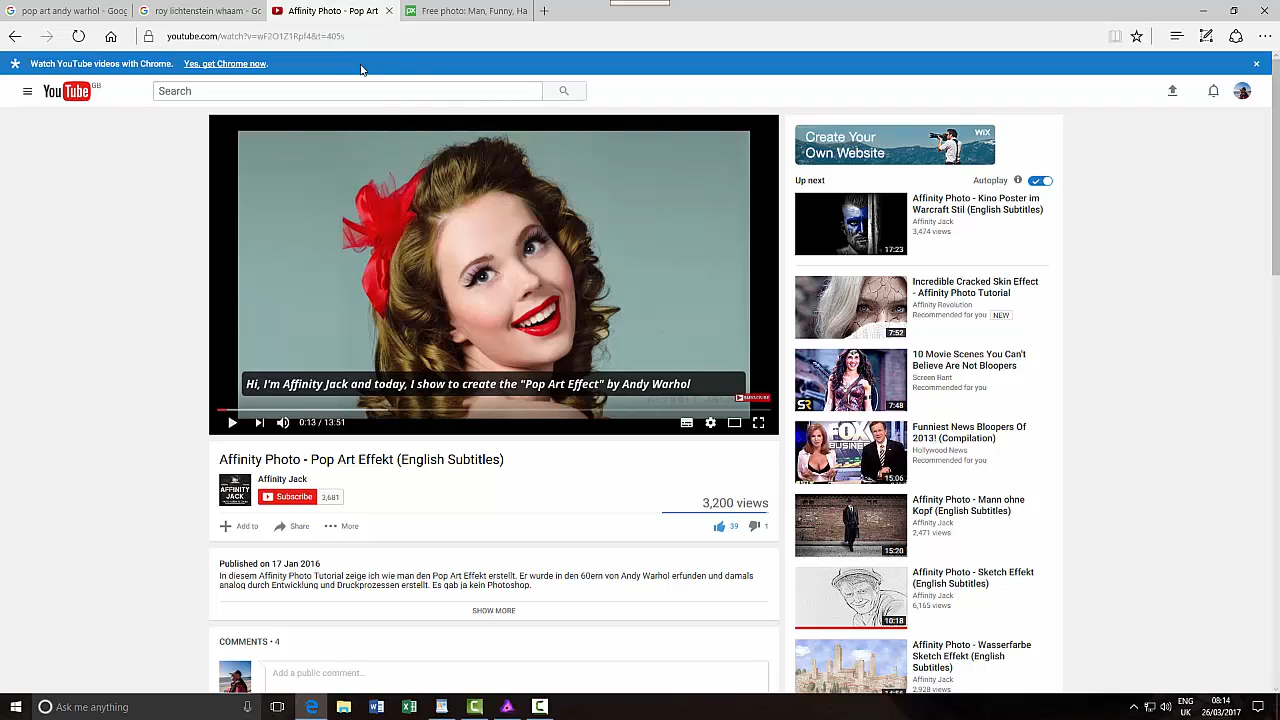 pop art andy warhol - Goog
roy lichtenstein whaam - Go
Affinity Photo - Pop Art
Free photo: Man, Funny, Ha
youtube.com/watch?v=wF2O1Z1Rpf4&t=405s
Watch YouTube videos with Chrome. Yes, get Chrome now.
YouTube GB
Search
Create Your
Own Website
WiX
Up next
Autoplay
Affinity Photo - Kino Poster im
Warcraft Stil (English Subtitles)
Affinity Jack
3,474 views
17:23
Incredible Cracked Skin Effect
- Affinity Photo Tutorial
Affinity Revolution
Recommended for you NEW
7:52
10 Movie Scenes You Can't
Believe Are Not Bloopers
Screen Rant
Recommended for you
SR
7:48
Funniest News Bloopers Of
2013! (Compilation)
Hollywood News
Recommended for you
FOX
BUSINE
15:06
Affinity Photo - Mann ohne
Kopf (English Subtitles)
Affinity Jack
2,471 views
15:20
Affinity Photo - Sketch Effekt
(English Subtitles)
Affinity Jack
6,165 views
10:18
Affinity Photo - Wasserfarbe
Sketch Effekt (English
Subtitles)
Affinity Jack
2,928 views
Hi, I'm Affinity Jack and today, I show to create the "Pop Art Effect" by Andy Warhol
SUBSCRIBE
0:13 / 13:51
Affinity Photo - Pop Art Effekt (English Subtitles)
AFFINITY
JACK
Affinity Jack
Subscribe 3,681
3,200 views
Add to Share More
39 1
Published on 17 Jan 2016
In diesem Affinity Photo Tutorial zeige ich wie man den Pop Art Effekt erstellt. Er wurde in den 60ern von Andy Warhol erfunden und damals
analog durch Entwicklung und Druckprozessen erstellt. Es gab ja kein Photoshop.
SHOW MORE
COMMENTS • 4
Add a public comment...
Ask me anything
ENG
UK
08:14
26/03/2017